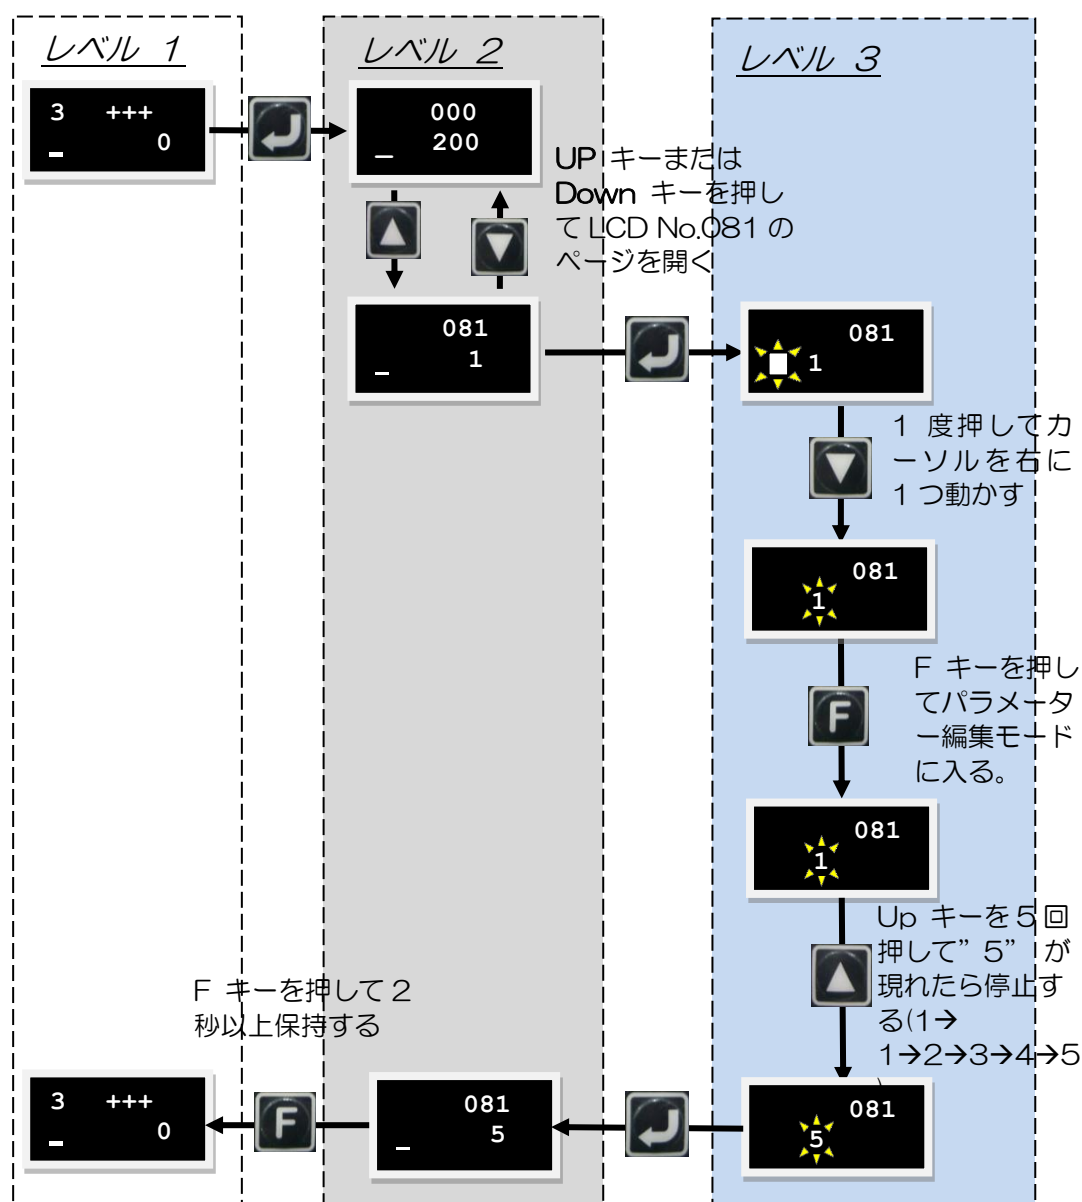 レベル 1
レベル 2
レベル 3
3 +++
_ 0
000
_ 200
UP キーまたは
Down キーを押し
て LCD No.081 の
ページを開く
081
_ 1
081
1
1 度押してカ
ーソルを右に
1 つ動かす
081
1
F キーを押し
てパラメータ
ー編集モード
に入る。
F
081
1
Up キーを5回
押して”5” が
現れたら停止す
る(1→
1→2→3→4→5
)
F キーを押して2
秒以上保持する
3 +++
_ 0
F
081
_ 5
081
5